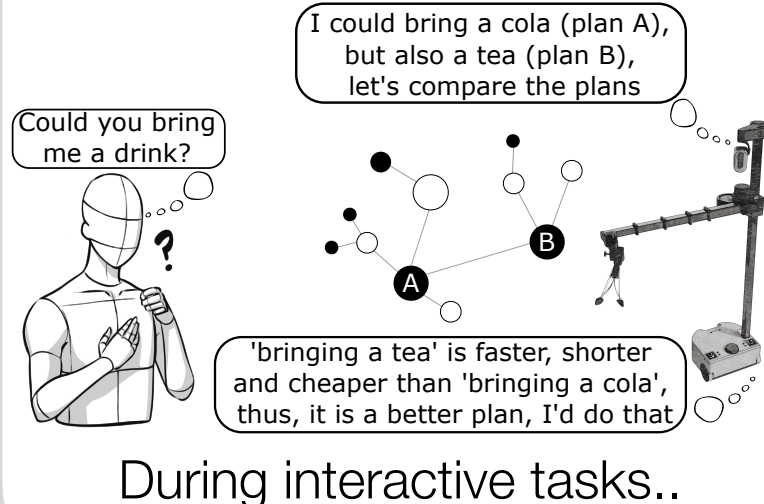 I could bring a cola (plan A),
but also a tea (plan B),
let's compare the plans
Could you bring
me a drink?
?
B
A
'bringing a tea' is faster, shorter
and cheaper than 'bringing a cola',
thus, it is a better plan, I'd do that
During interactive tasks..